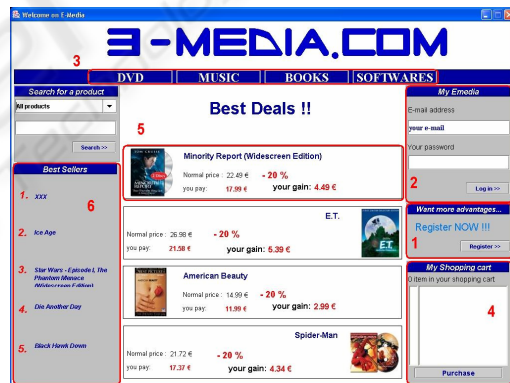 Welcome on E-Media
3-MEDIA.COM
3
DVD MUSIC BOOKS SOFTWARES
Search for a product
All products
Search >>
Best Sellers
6
1. XXX
2. Ice Age
3. Star Wars - Episode I, The
Phantom Menace
(Widescreen Edition)
4. Die Another Day
5. Black Hawk Down
Best Deals !!
5
Minority Report (Widescreen Edition)
Normal price : 22.49 € - 20 %
you pay: 17.99 € your gain: 4.49 €
E.T.
Normal price : 26.98 € - 20 %
you pay: 21.58 € your gain: 5.39 €
American Beauty
Normal price : 14.99 € - 20 %
you pay: 11.99 € your gain: 2.99 €
Spider-Man
Normal price : 21.72 € - 20 %
you pay: 17.37 € your gain: 4.34 €
My Emedia
E-mail address
your e-mail
Your password
2
Log in >>
Want more advantages...
Register NOW !!!
1
Register >>
My Shopping cart
0 item in your shopping cart
4
Purchase